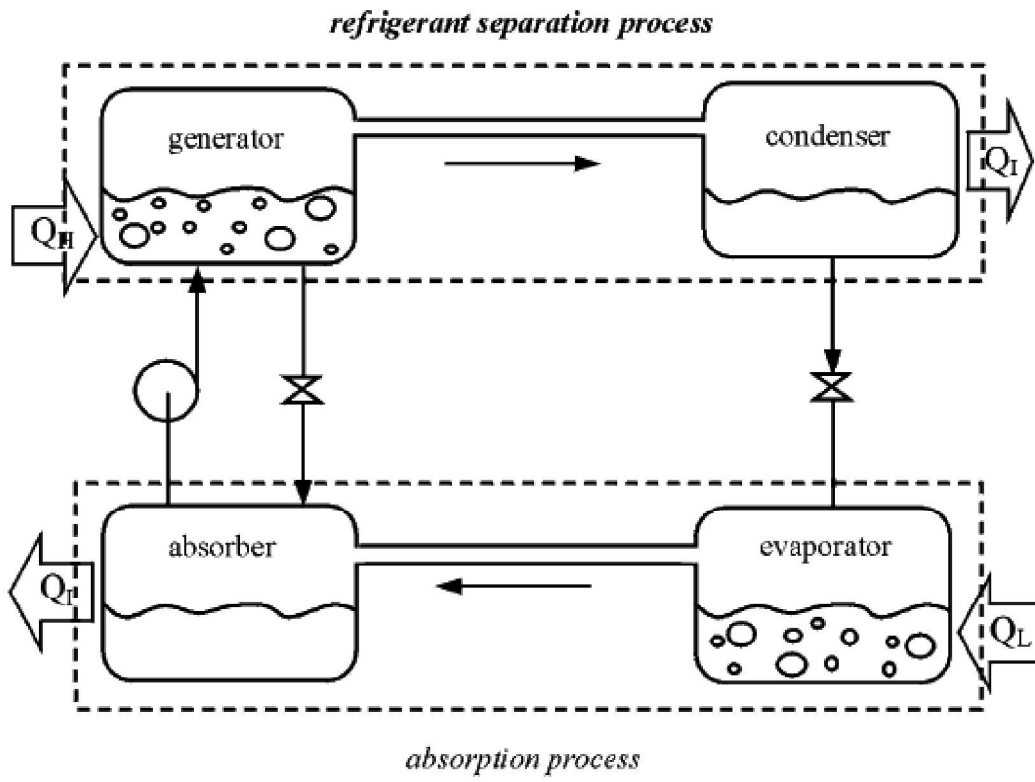 refrigerant separation process
generator
condenser
Q_I
Q_H
absorber
evaporator
Q_I
Q_L
absorption process